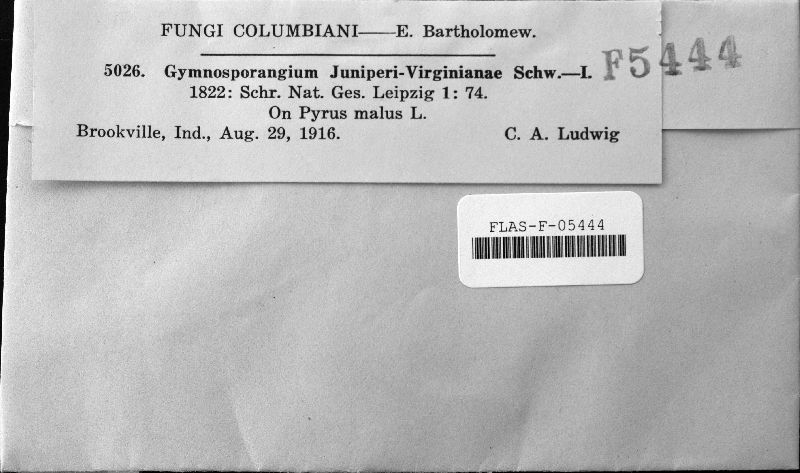 FUNGI COLUMBIANI—E. Bartholomew.
5026. Gymnosporangium Juniperi-Virginianae Schw.—I.
F5444
1822: Schr. Nat. Ges. Leipzig 1: 74.
On Pyrus malus L.
Brookville, Ind., Aug. 29, 1916. C. A. Ludwig
FLAS-F-05444